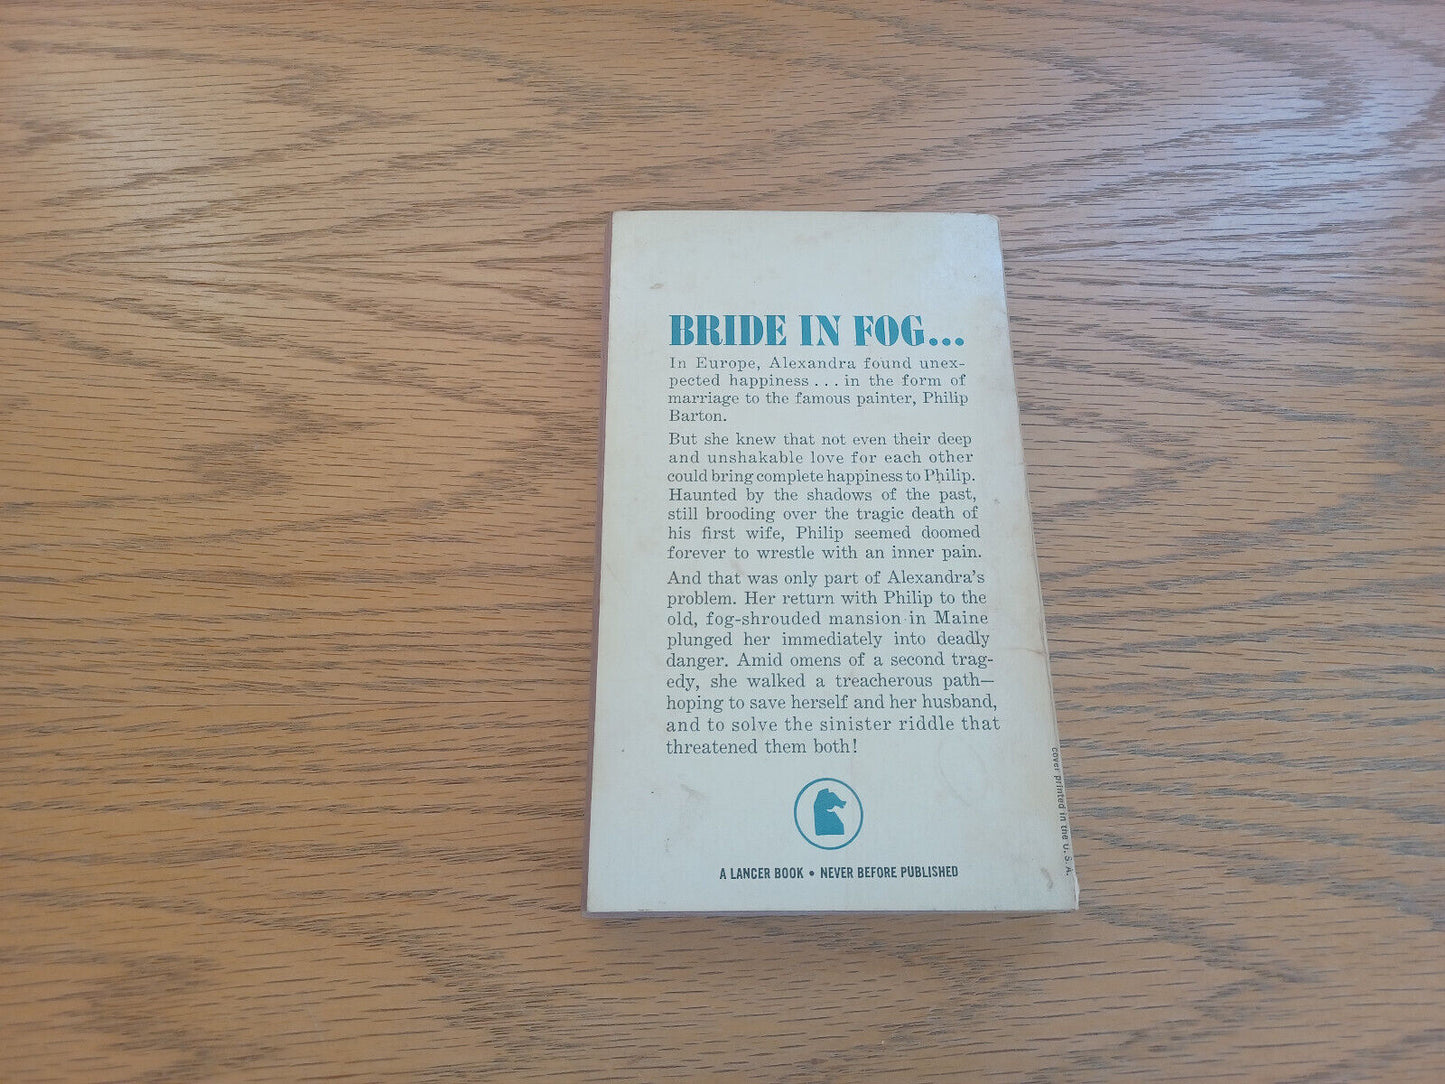 BRIDE IN FOG...
In Europe, Alexandra found unex-
pected happiness... in the form of
marriage to the famous painter, Philip
Barton.
But she knew that not even their deep
and unshakable love for each other
could bring complete happiness to Philip.
Haunted by the shadows of the past,
still brooding over the tragic death of
his first wife, Philip seemed doomed
forever to wrestle with an inner pain.
And that was only part of Alexandra's
problem. Her return with Philip to the
old, fog-shrouded mansion in Maine
plunged her immediately into deadly
danger. Amid omens of a second trag-
edy, she walked a treacherous path—
hoping to save herself and her husband,
and to solve the sinister riddle that
threatened them both!
A LANCER BOOK • NEVER BEFORE PUBLISHED
cover printed in the U.S.A.